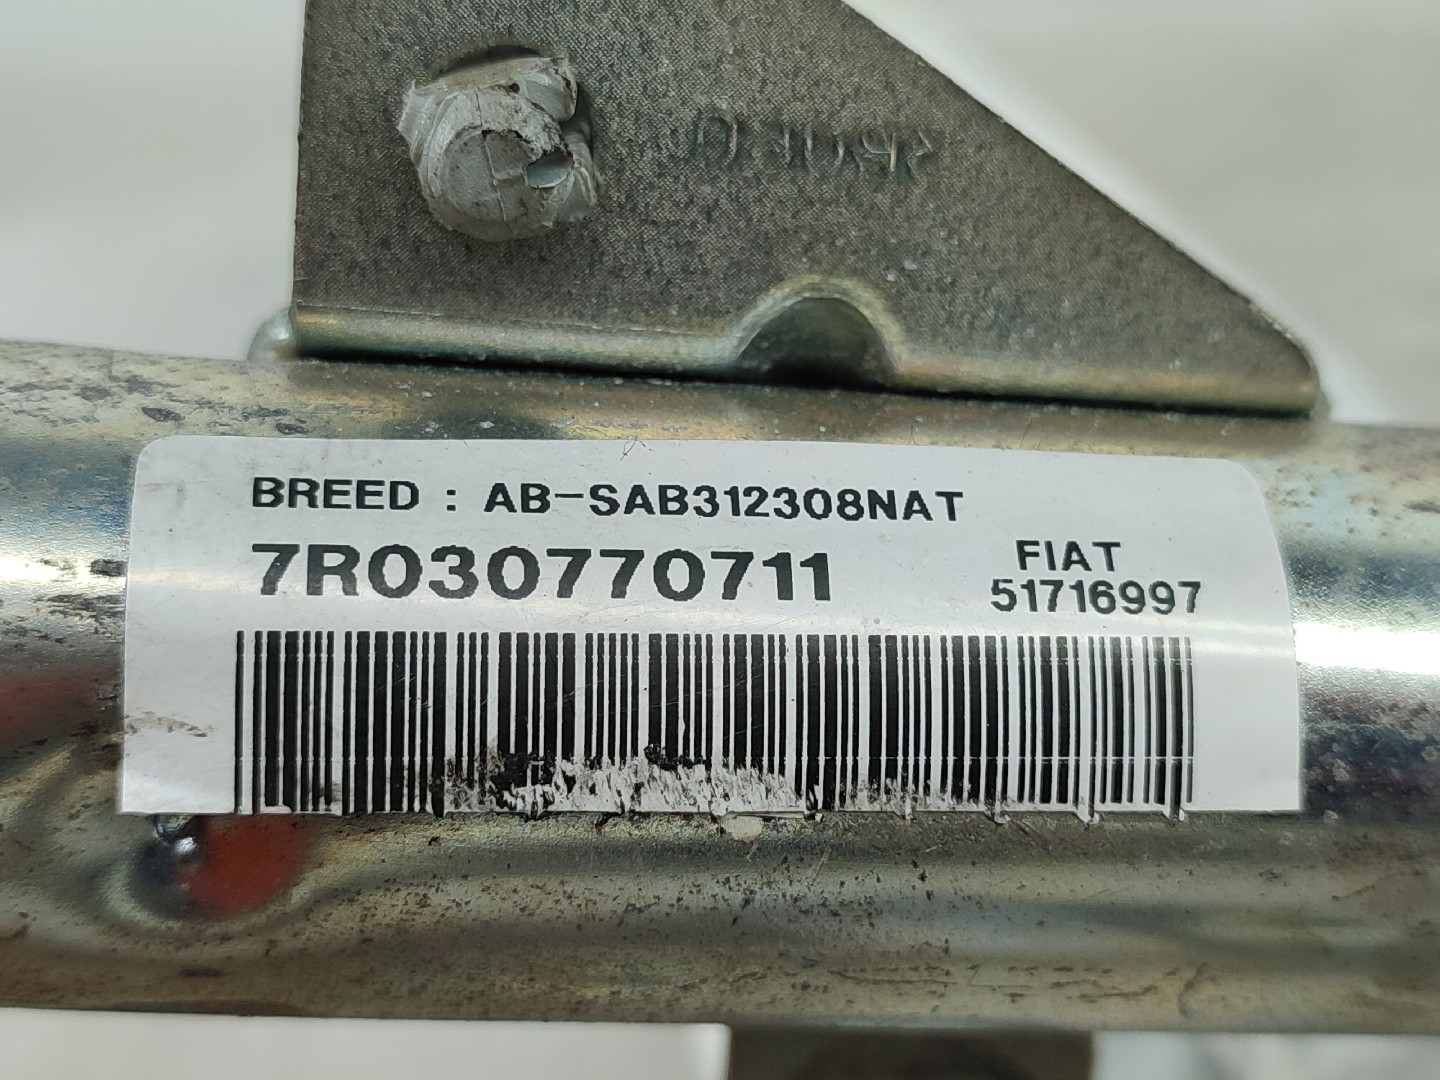 BREED : AB-SAB312308NAT
7R030770711
FIAT
51716997